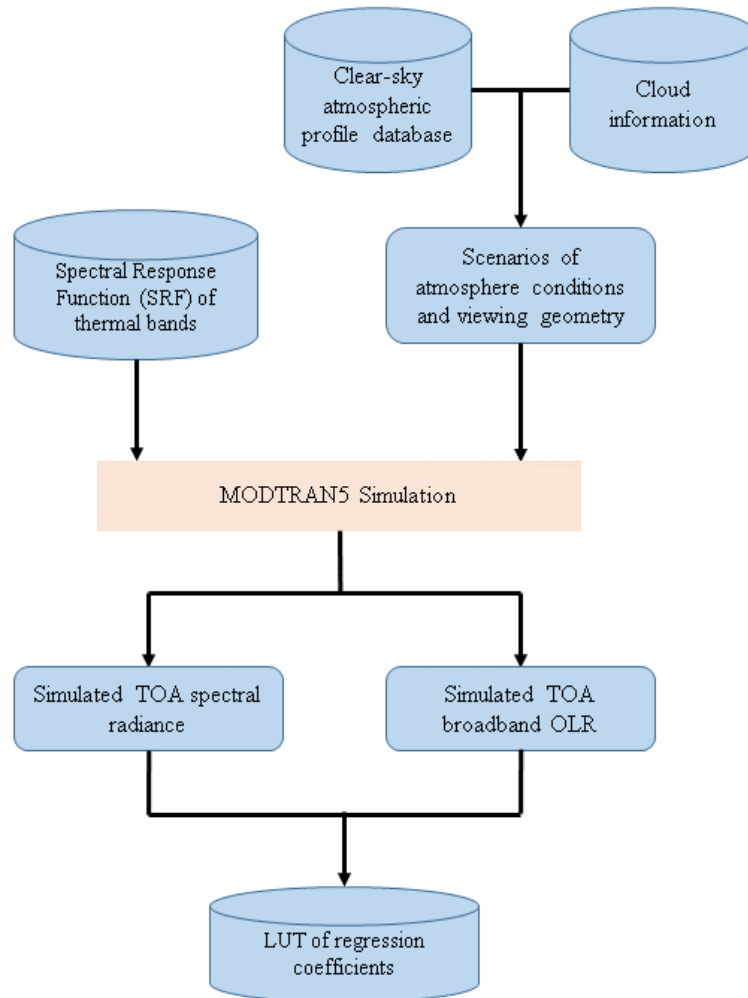 Clear-sky
atmospheric
profile database
Cloud
information
Spectral Response
Function (SRF) of
thermal bands
Scenarios of
atmosphere conditions
and viewing geometry
MODTRAN5 Simulation
Simulated TOA spectral
radiance
Simulated TOA
broadband OLR
LUT of regression
coefficients